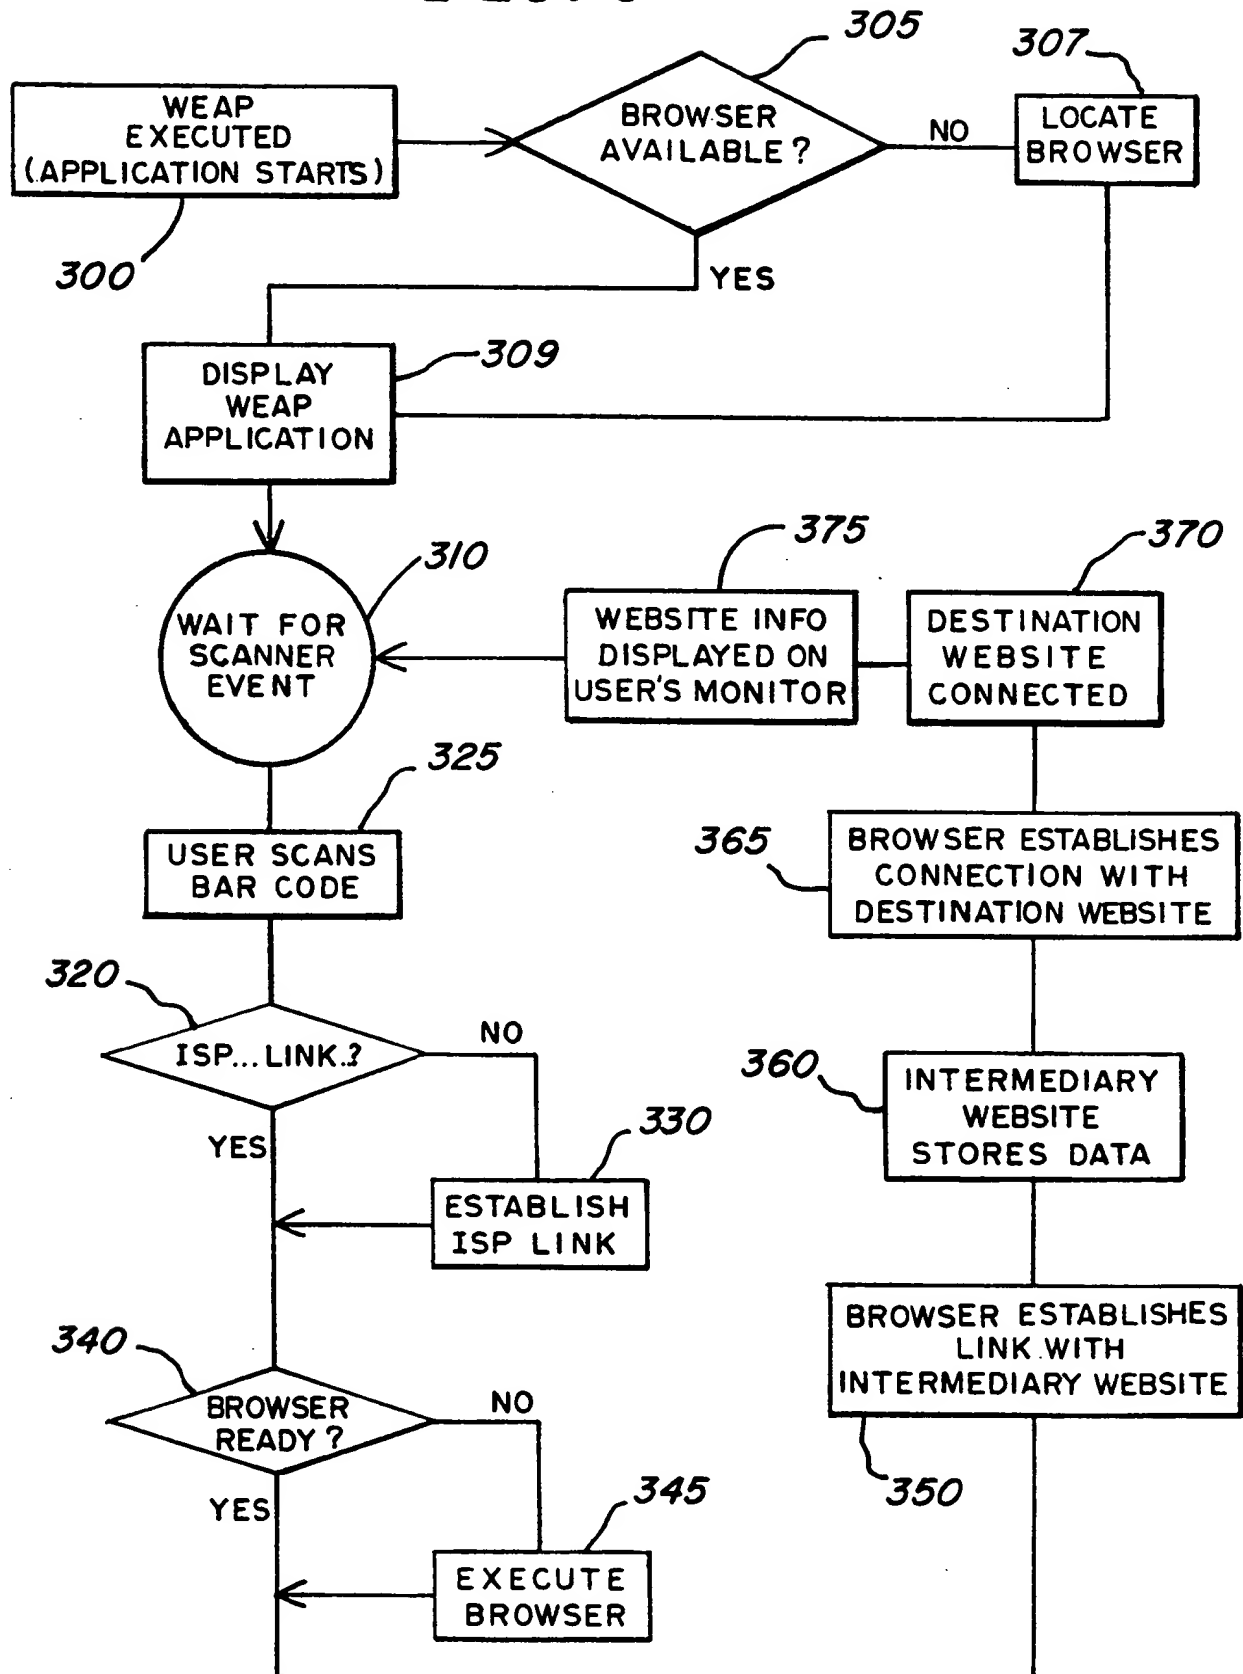 305
307
WEAP
EXECUTED
(APPLICATION STARTS)
BROWSER
AVAILABLE?
NO
LOCATE
BROWSER
300
YES
309
DISPLAY
WEAP
APPLICATION
310
375
370
WAIT FOR
SCANNER
EVENT
WEBSITE INFO
DISPLAYED ON
USER'S MONITOR
DESTINATION
WEBSITE
CONNECTED
325
USER SCANS
BAR CODE
365
BROWSER ESTABLISHES
CONNECTION WITH
DESTINATION WEBSITE
320
ISP...LINK.?
NO
YES
360
INTERMEDIARY
WEBSITE
STORES DATA
330
ESTABLISH
ISP LINK
BROWSER ESTABLISHES
LINK WITH
INTERMEDIARY WEBSITE
350
340
BROWSER
READY?
NO
YES
345
EXECUTE
BROWSER